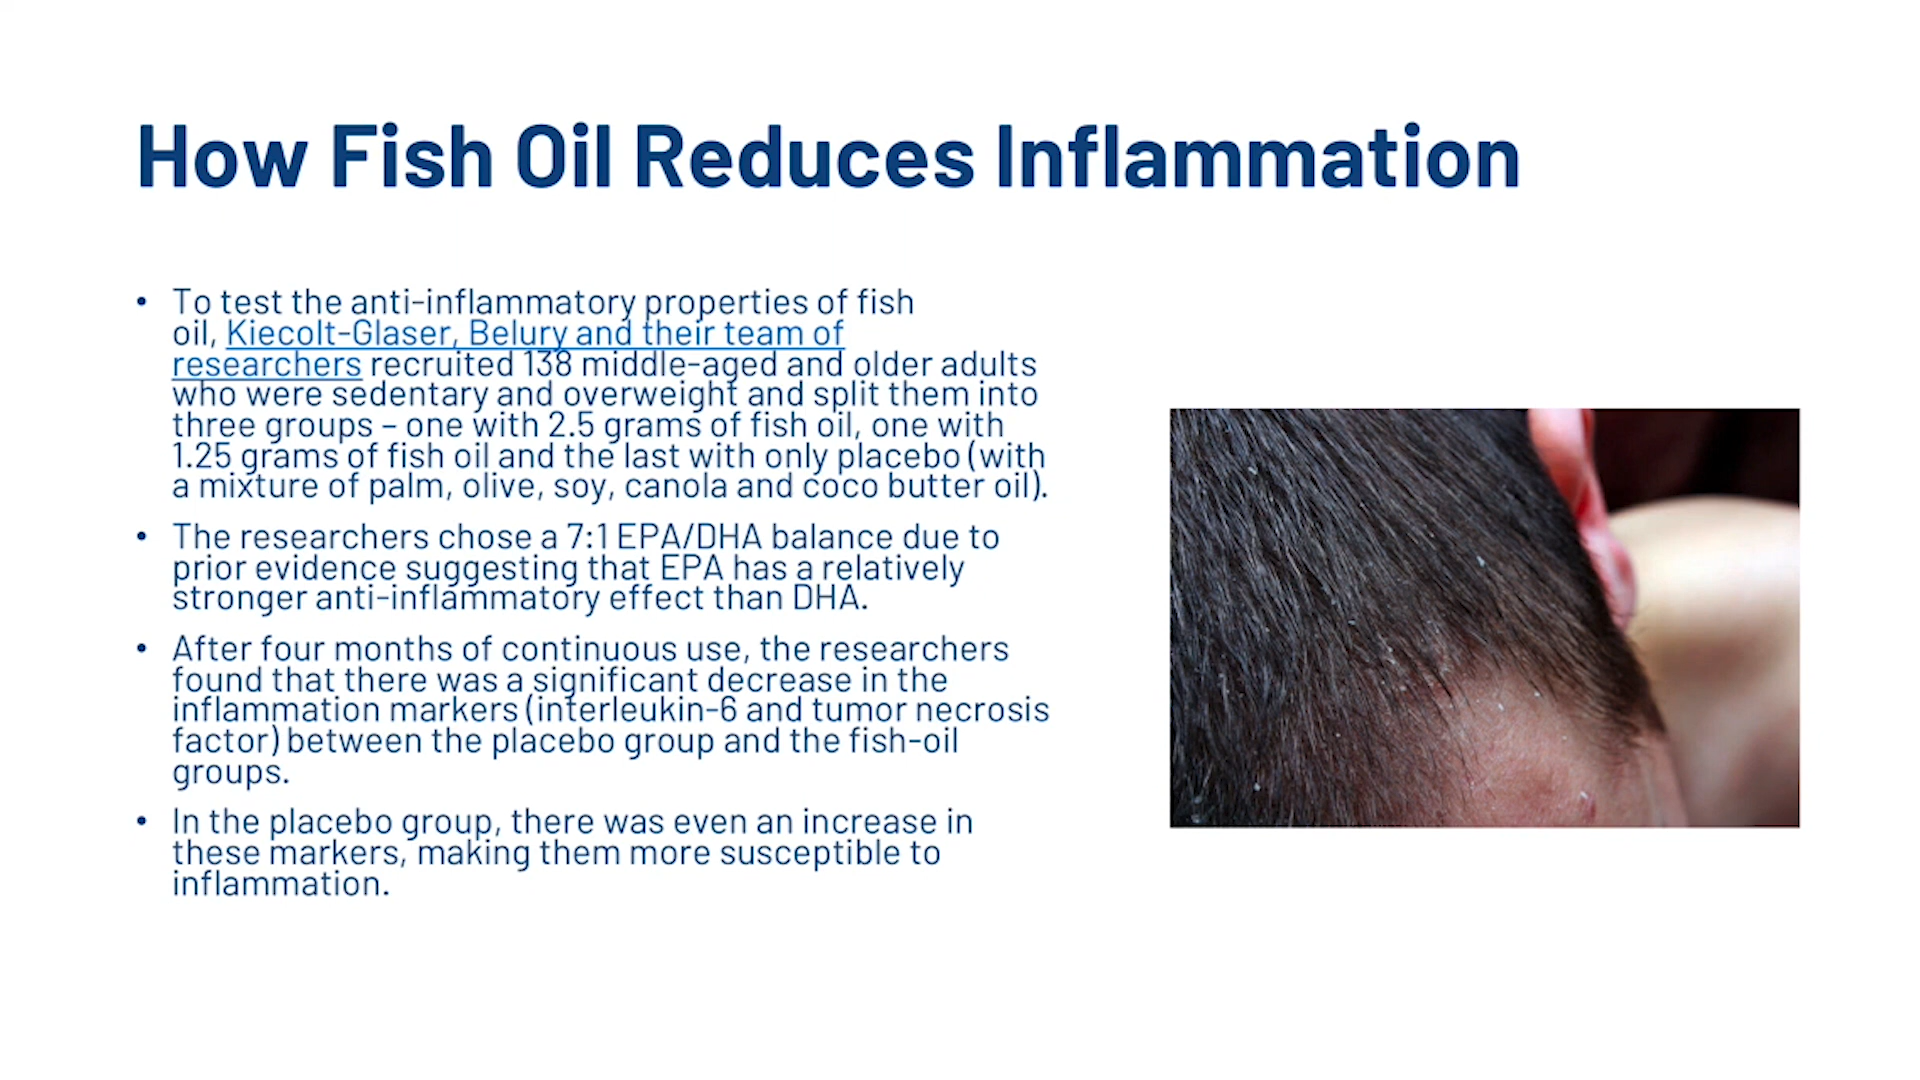 How Fish Oil Reduces Inflammation
• To test the anti-inflammatory properties of fish
oil, Kiecolt-Glaser, Belury and their team of
researchers recruited 138 middle-aged and older adults
who were sedentary and overweight and split them into
three groups – one with 2.5 grams of fish oil, one with
1.25 grams of fish oil and the last with only placebo (with
a mixture of palm, olive, soy, canola and coco butter oil).
• The researchers chose a 7:1 EPA/DHA balance due to
prior evidence suggesting that EPA has a relatively
stronger anti-inflammatory effect than DHA.
• After four months of continuous use, the researchers
found that there was a significant decrease in the
inflammation markers (interleukin-6 and tumor necrosis
factor) between the placebo group and the fish-oil
groups.
• In the placebo group, there was even an increase in
these markers, making them more susceptible to
inflammation.